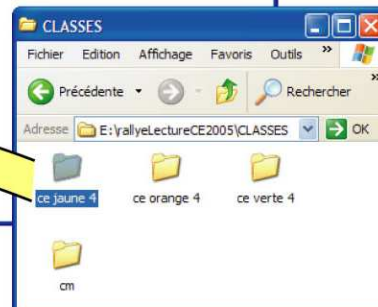 CLASSES
Fichier Edition Affichage Favoris Outils »
Précédente Rechercher »
Adresse E:\rallyeLectureCE2005\CLASSES OK
ce jaune 4 ce orange 4 ce verte 4
cm